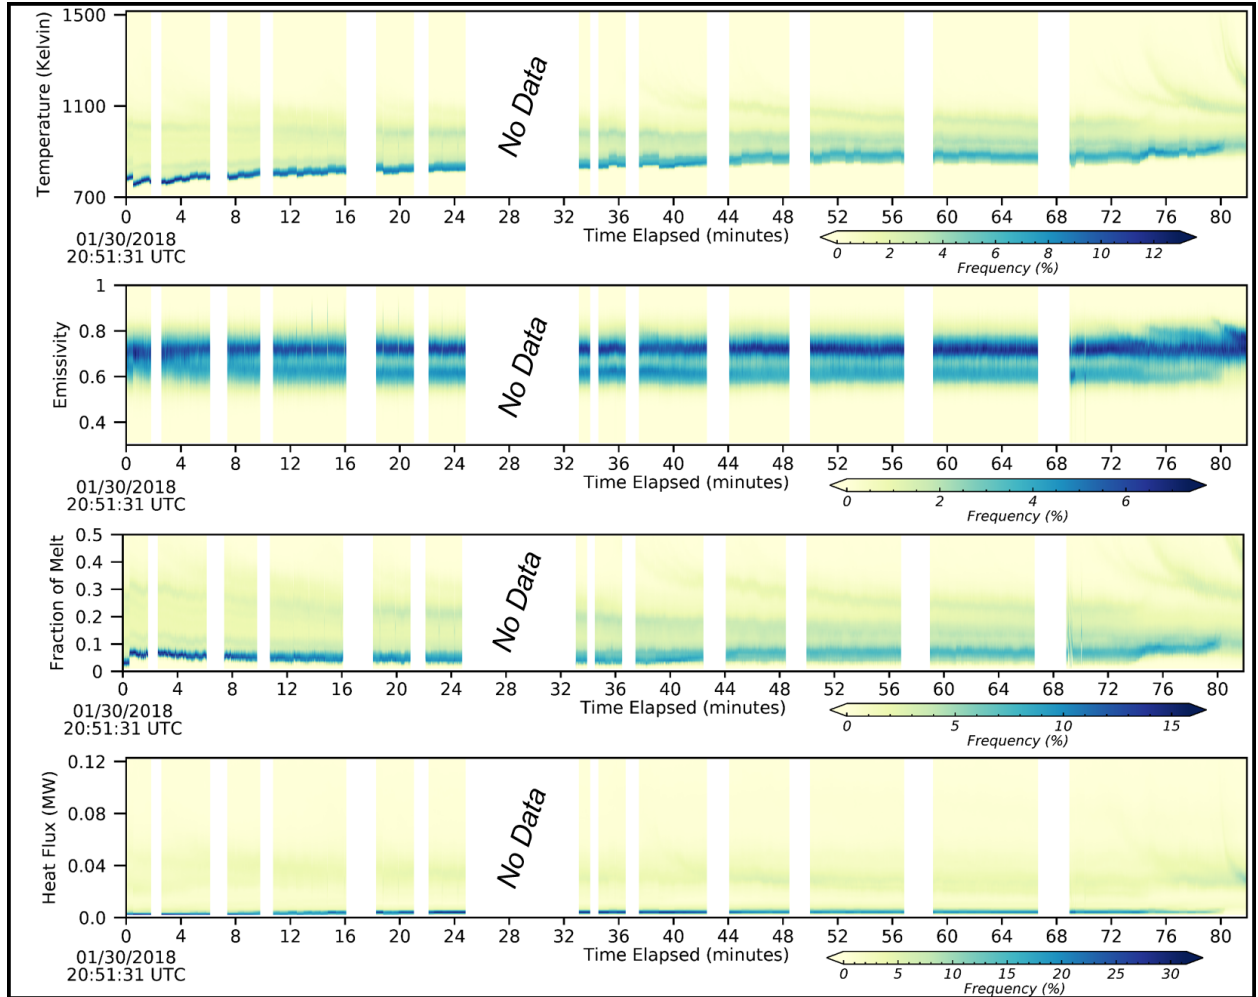 Temperature (Kelvin)
1500
1100
700
No Data
0 4 8 12 16 20 24 28 32 36 40 44 48 52 56 60 64 68 72 76 80
Time Elapsed (minutes)
01/30/2018
20:51:31 UTC
0 2 4 6 8 10 12
Frequency (%)
Emissivity
1
0.8
0.6
0.4
No Data
0 4 8 12 16 20 24 28 32 36 40 44 48 52 56 60 64 68 72 76 80
Time Elapsed (minutes)
01/30/2018
20:51:31 UTC
0 2 4 6
Frequency (%)
Fraction of Melt
0.5
0.4
0.3
0.2
0.1
0
No Data
0 4 8 12 16 20 24 28 32 36 40 44 48 52 56 60 64 68 72 76 80
Time Elapsed (minutes)
01/30/2018
20:51:31 UTC
0 5 10 15
Frequency (%)
Heat Flux (MW)
0.12
0.08
0.04
0.0
No Data
0 4 8 12 16 20 24 28 32 36 40 44 48 52 56 60 64 68 72 76 80
Time Elapsed (minutes)
01/30/2018
20:51:31 UTC
0 5 10 15 20 25 30
Frequency (%)